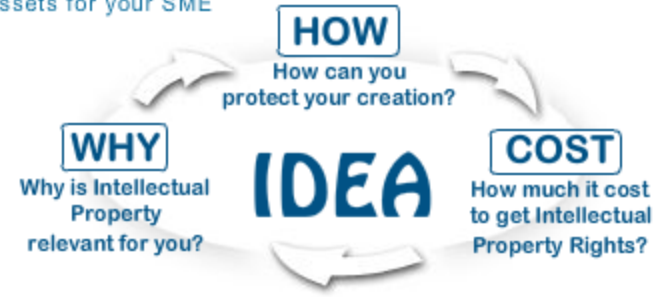 assets for your SME
HOW
How can you
protect your creation?
WHY
Why is Intellectual
Property
relevant for you?
IDEA
COST
How much it cost
to get Intellectual
Property Rights?